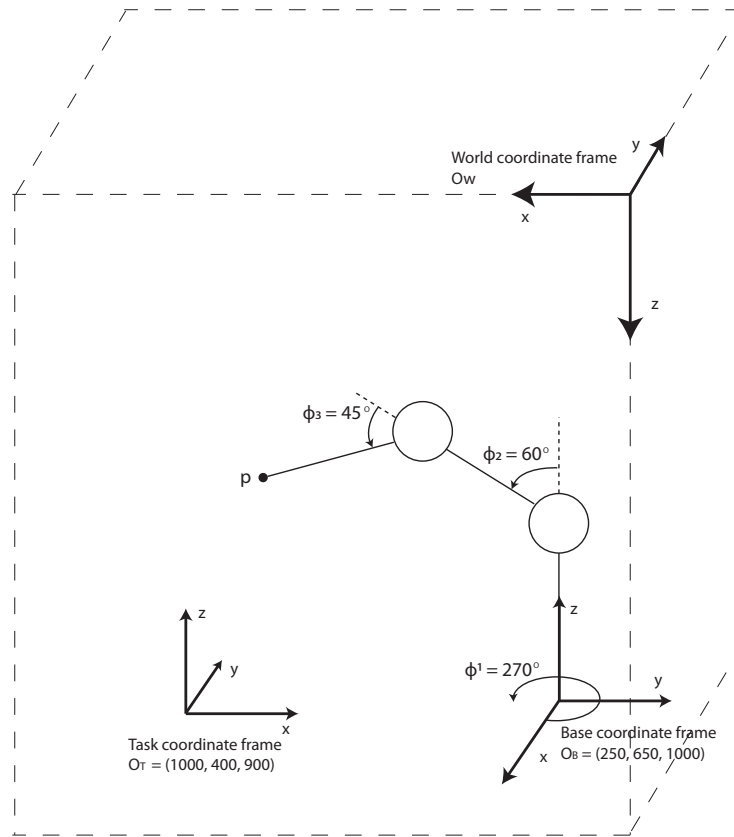 y
World coordinate frame
Ow
x
z
ϕ₃ = 45°
ϕ₂ = 60°
p
z
z
y
ϕ¹ = 270°
y
x
Task coordinate frame
OT = (1000, 400, 900)
x
Base coordinate frame
OB = (250, 650, 1000)